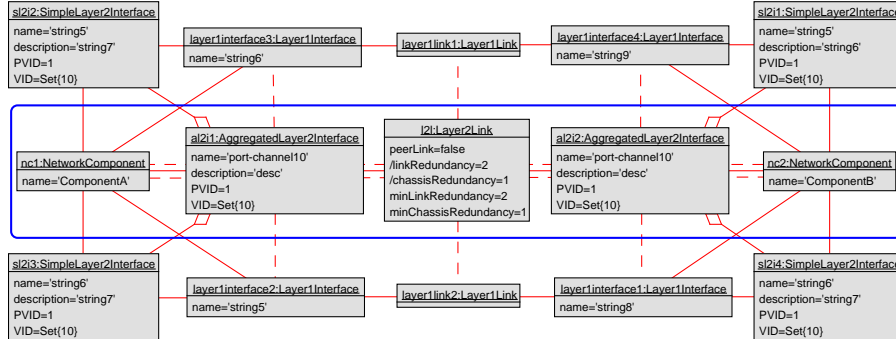 sl2i2:SimpleLayer2Interface
name='string5'
description='string7'
PVID=1
VID=Set{10}
layer1interface3:Layer1Interface
name='string6'
layer1link1:Layer1Link
layer1interface4:Layer1Interface
name='string9'
sl2i1:SimpleLayer2Interface
name='string5'
description='string6'
PVID=1
VID=Set{10}
nc1:NetworkComponent
name='ComponentA'
al2i1:AggregatedLayer2Interface
name='port-channel10'
description='desc'
PVID=1
VID=Set{10}
l2l:Layer2Link
peerLink=false
/linkRedundancy=2
/chassisRedundancy=1
minLinkRedundancy=2
minChassisRedundancy=1
al2i2:AggregatedLayer2Interface
name='port-channel10'
description='desc'
PVID=1
VID=Set{10}
nc2:NetworkComponent
name='ComponentB'
sl2i3:SimpleLayer2Interface
name='string6'
description='string7'
PVID=1
VID=Set{10}
layer1interface2:Layer1Interface
name='string5'
layer1link2:Layer1Link
layer1interface1:Layer1Interface
name='string8'
sl2i4:SimpleLayer2Interface
name='string6'
description='string7'
PVID=1
VID=Set{10}